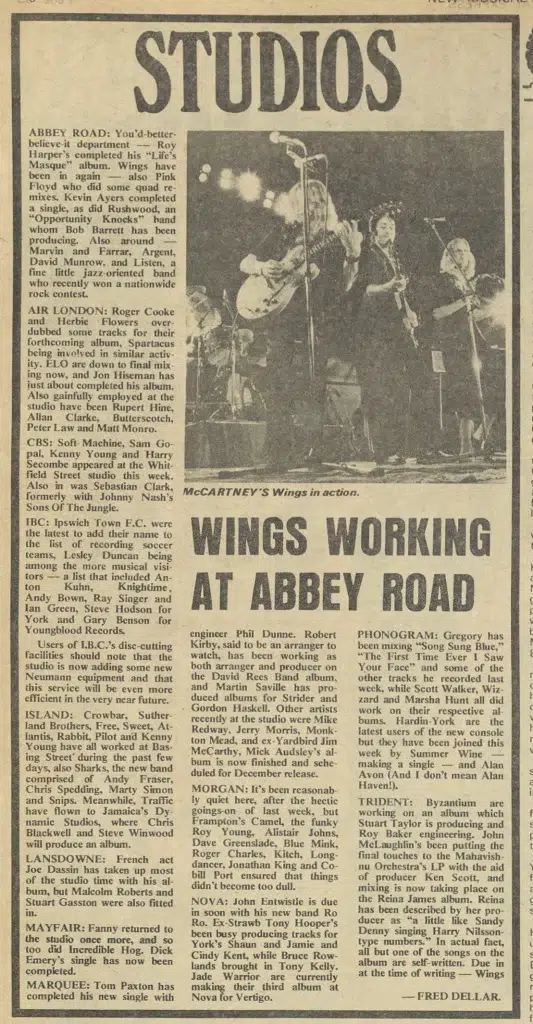 STUDIOS
ABBEY ROAD: You'd-better-
believe-it department — Roy
Harper's completed his "Life's
Masque" album. Wings have
been in again — also Pink
Floyd who did some quad re-
mixes. Kevin Ayers completed
a single, as did Rushwood, an
"Opportunity Knocks" band
whom Bob Barrett has been
producing. Also around —
Marvin and Farrar, Argent,
David Munrow, and Listen, a
fine little jazz-oriented band
who recently won a nationwide
rock contest.
AIR LONDON: Roger Cooke
and Herbie Flowers over-
dubbed some tracks for their
forthcoming album, Spartacus
being involved in similar activ-
ity. ELO are down to final mix-
ing now, and Jon Hiseman has
just about completed his album.
Also gainfully employed at the
studio have been Rupert Hine,
Allan Clarke, Butterscotch,
Peter Law and Matt Monro.
CBS: Soft Machine, Sam Go-
pal, Kenny Young and Harry
Secombe appeared at the Whit-
field Street studio this week.
Also in was Sebastian Clark,
formerly with Johnny Nash's
Sons Of The Jungle.
IBC: Ipswich Town F.C. were
the latest to add their name to
the list of recording soccer
teams, Lesley Duncan being
among the more musical visi-
tors — a list that included An-
ton Kuhn, Knightime,
Andy Bown, Ray Singer and
Ian Green, Steve Hodson for
York and Gary Benson for
Youngblood Records.
Users of I.B.C.'s disc-cutting
facilities should note that the
studio is now adding some new
Neumann equipment and that
this service will be even more
efficient in the very near future.
ISLAND: Crowbar, Suther-
land Brothers, Free, Sweet, At-
lantis, Rabbit, Pilot and Kenny
Young have all worked at Bas-
ing Street during the past few
days, also Sharks, the new band
comprised of Andy Fraser,
Chris Spedding, Marty Simon
and Snips. Meanwhile, Traffic
have flown to Jamaica's Dy-
namic Studios, where Chris
Blackwell and Steve Winwood
will produce an album.
LANSDOWNE: French act
Joe Dassin has taken up most
of the studio time with his al-
bum, but Malcolm Roberts and
Stuart Gasston were also fitted
in.
MAYFAIR: Fanny returned to
the studio once more, and so
too did Incredible Hog. Dick
Emery's single has now been
completed.
MARQUEE: Tom Paxton has
completed his new single with
McCARTNEY'S Wings in action.
WINGS WORKING
AT ABBEY ROAD
engineer Phil Dunne. Robert
Kirby, said to be an arranger to
watch, has been working as
both arranger and producer on
the David Rees Band album,
and Martin Saville has pro-
duced albums for Strider and
Gordon Haskell. Other artists
recently at the studio were Mike
Redway, Jerry Morris, Monk-
ton Mead, and ex-Yardbird Jim
McCarthy, Mick Audsley's al-
bum is now finished and sche-
duled for December release.
MORGAN: It's been reasonab-
ly quiet here, after the hectic
goings-on of last week, but
Frampton's Camel, the funky
Roy Young, Alistair Johns,
Dave Greenslade, Blue Mink,
Roger Charles, Kitch, Long-
dancer, Jonathan King and Co-
bill Port ensured that things
didn't become too dull.
NOVA: John Entwistle is due
in soon with his new band Ro
Ro. Ex-Strawb Tony Hooper's
been busy producing tracks for
York's Shaun and Jamie and
Cindy Kent, while Bruce Row-
lands brought in Tony Kelly.
Jade Warrior are currently
making their third album at
Nova for Vertigo.
PHONOGRAM: Gregory has
been mixing "Song Sung Blue,"
"The First Time Ever I Saw
Your Face" and some of the
other tracks he recorded last
week, while Scott Walker, Wiz-
zard and Marsha Hunt all did
work on their respective al-
bums. Hardin-York are the
latest users of the new console
but they have been joined this
week by Summer Wine —
making a single — and Alan
Avon (And I don't mean Alan
Haven!).
TRIDENT: Byzantium are
working on an album which
Stuart Taylor is producing and
Roy Baker engineering. John
McLaughlin's been putting the
final touches to the Mahavish-
nu Orchestra's LP with the aid
of producer Ken Scott, and
mixing is now taking place on
the Reina James album. Reina
has been described by her pro-
ducer as "a little like Sandy
Denny singing Harry Nilsson-
type numbers." In actual fact,
all but one of the songs on the
album are self-written. Due in
at the time of writing — Wings
— FRED DELLAR.